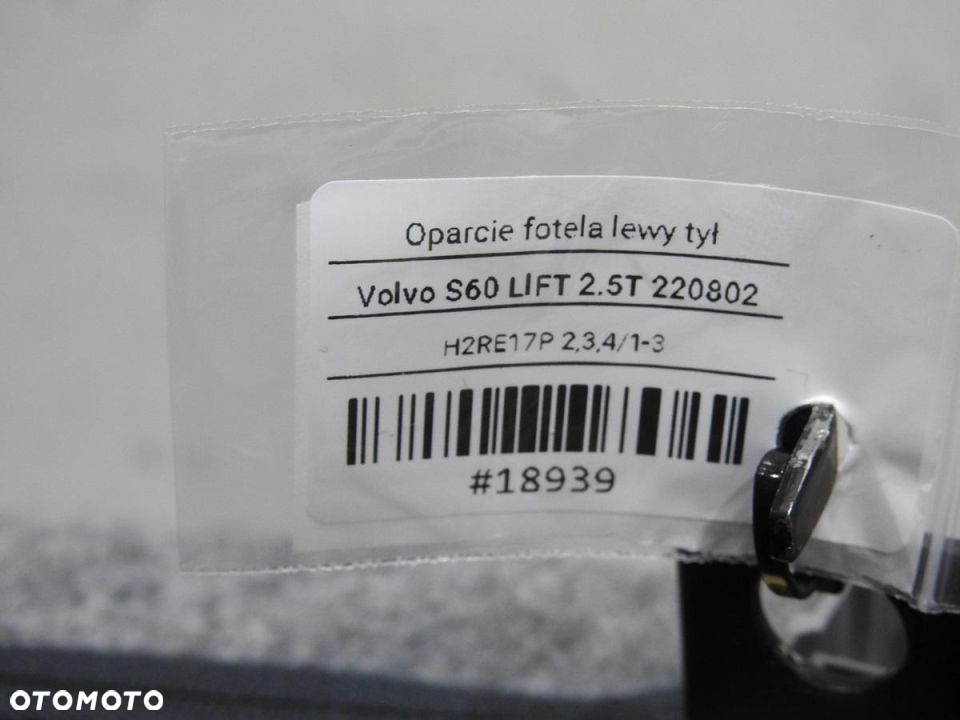 Oparcie fotela lewy tył
Volvo S60 LIFT 2.5T 220802
H2RE17P 2,3,4/1-3
#18939
OTOMOTO